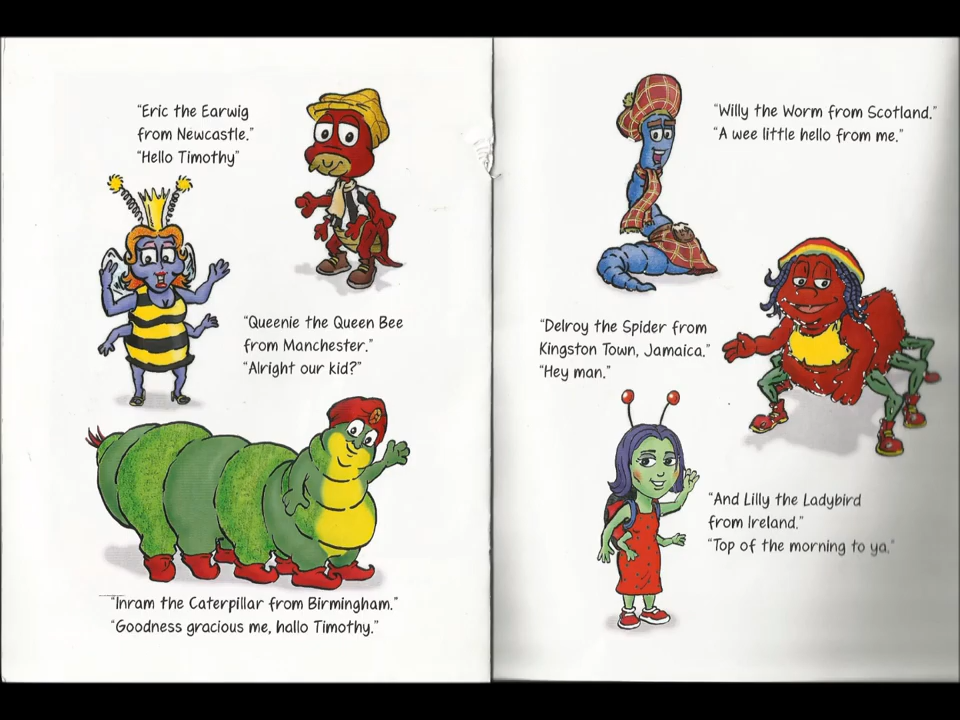 "Eric the Earwig
from Newcastle."
"Hello Timothy"
"Queenie the Queen Bee
from Manchester."
"Alright our kid?"
"Inram the Caterpillar from Birmingham."
"Goodness gracious me, hallo Timothy."
"Willy the Worm from Scotland."
"A wee little hello from me."
"Delroy the Spider from
Kingston Town, Jamaica."
"Hey man."
"And Lilly the Ladybird
from Ireland."
"Top of the morning to ya."